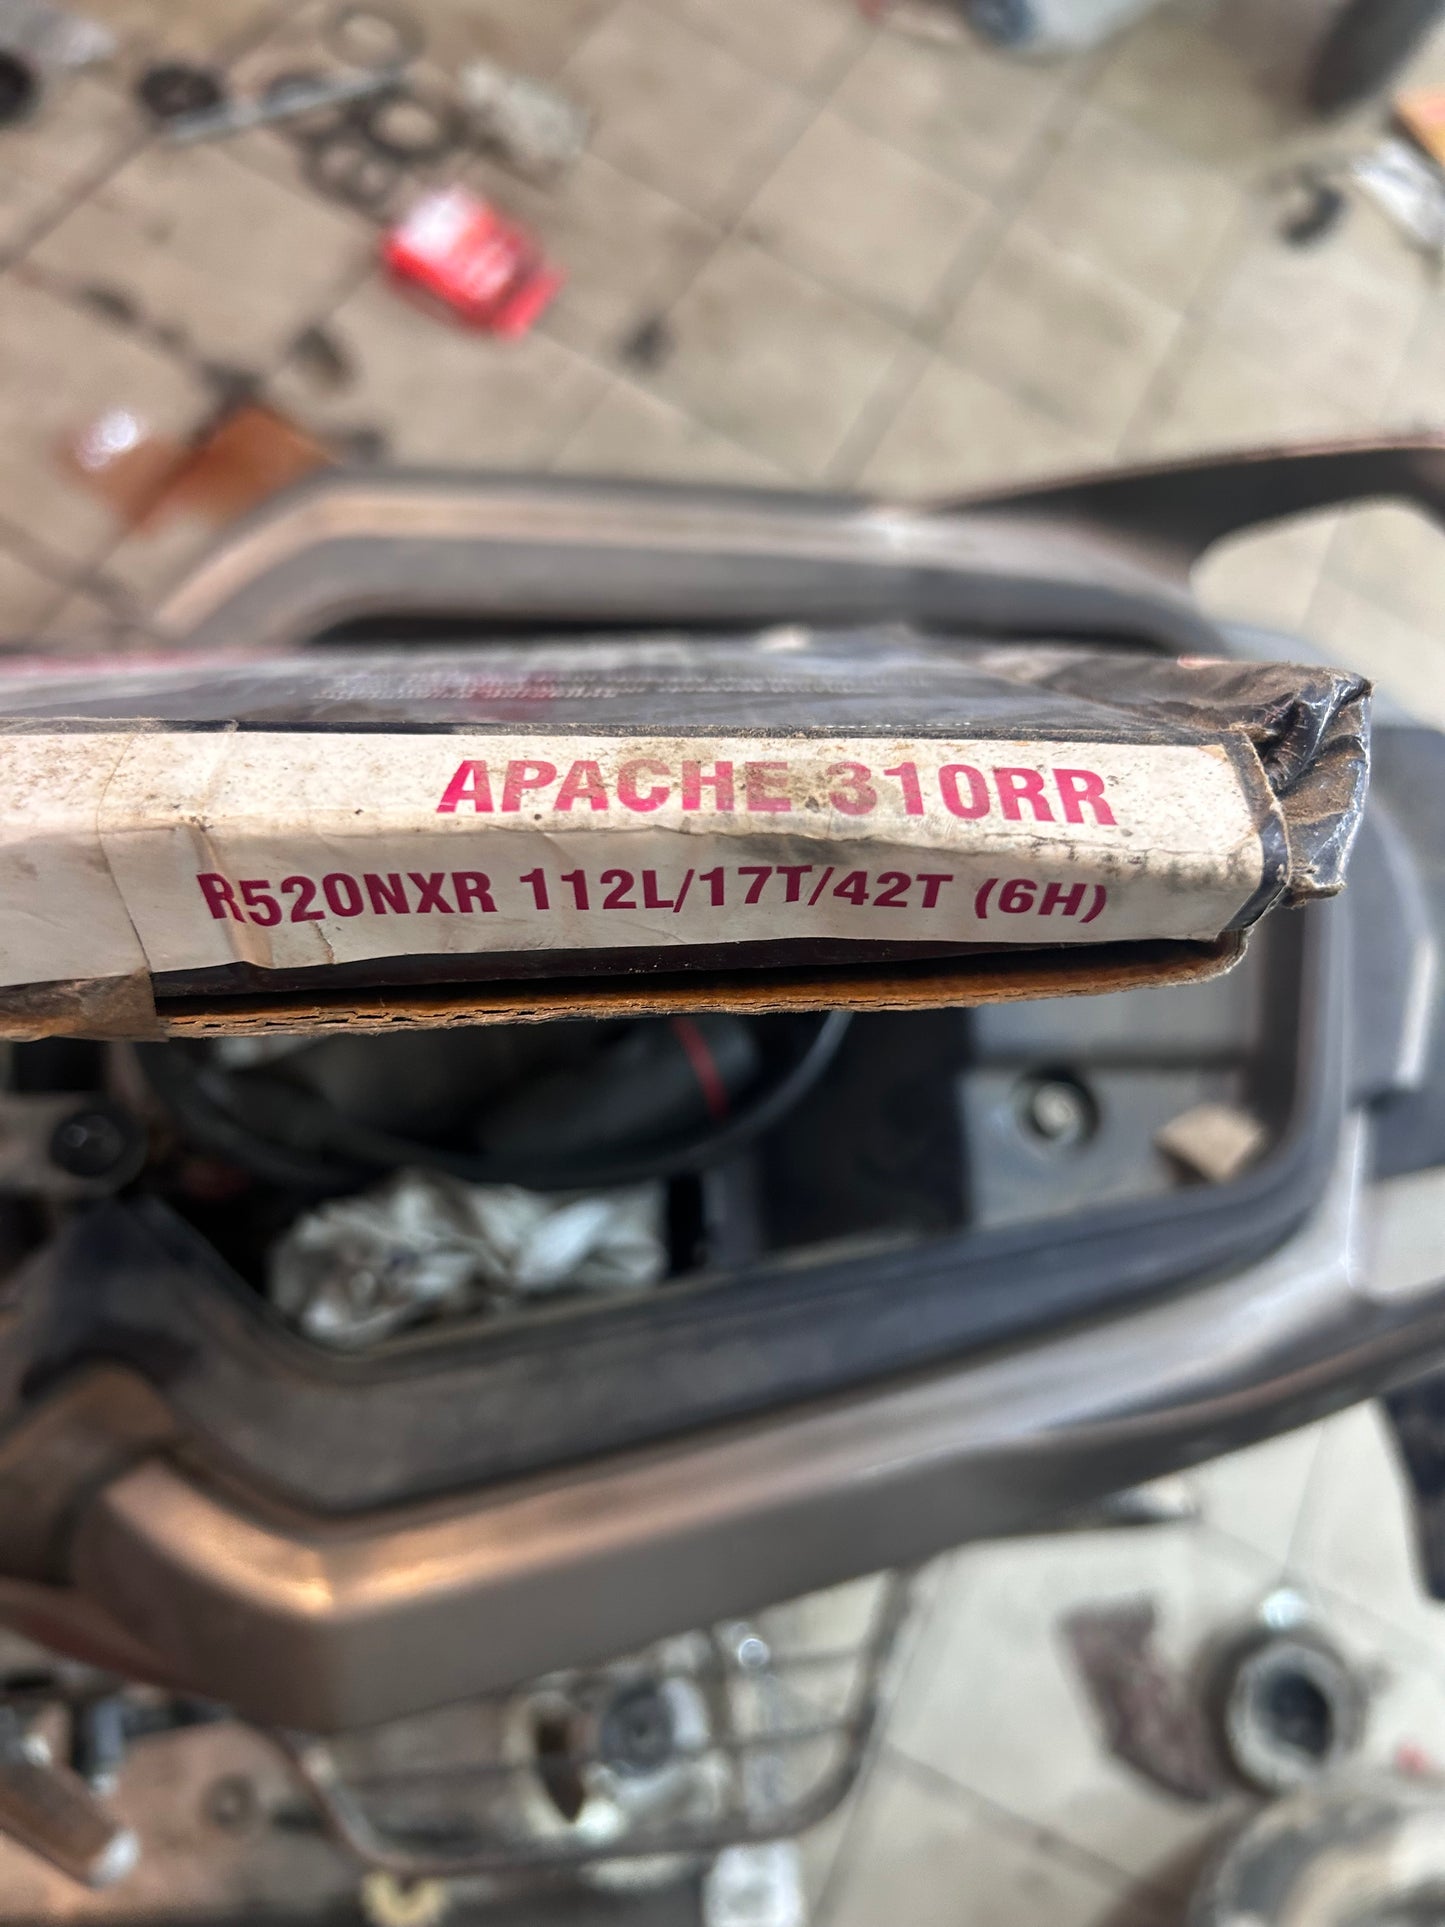 APACHE 310RR
R520NXR 112L/17T/42T (6H)